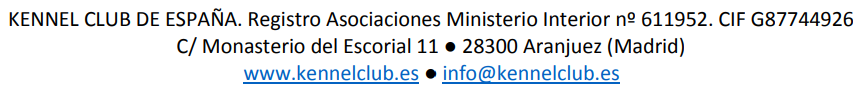 KENNEL CLUB DE ESPAÑA. Registro Asociaciones Ministerio Interior nº 611952. CIF G87744926
C/ Monasterio del Escorial 11 ● 28300 Aranjuez (Madrid)
www.kennelclub.es ● info@kennelclub.es